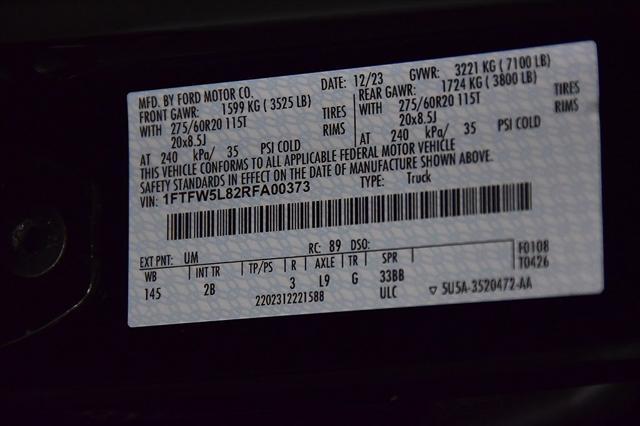 MFD. BY FORD MOTOR CO. DATE: 12/23 GVWR: 3221 KG ( 7100 LB)
FRONT GAWR: 1599 KG ( 3525 LB) REAR GAWR: 1724 KG ( 3800 LB)
WITH 275/60R20 115T TIRES WITH 275/60R20 115T TIRES
20x8.5J RIMS 20x8.5J RIMS
AT 240 kPa/ 35 PSI COLD AT 240 kPa/ 35 PSI COLD
THIS VEHICLE CONFORMS TO ALL APPLICABLE FEDERAL MOTOR VEHICLE
SAFETY STANDARDS IN EFFECT ON THE DATE OF MANUFACTURE SHOWN ABOVE.
VIN: 1FTFW5L82RFA00373 TYPE: Truck
EXT PNT: UM RC: 89 DSO: F0108
WB INT TR TP/PS R AXLE TR SPR T0426
145 2B 3 L9 G 33BB
2202312221588 ULC ▽ 5U5A-3520472-AA